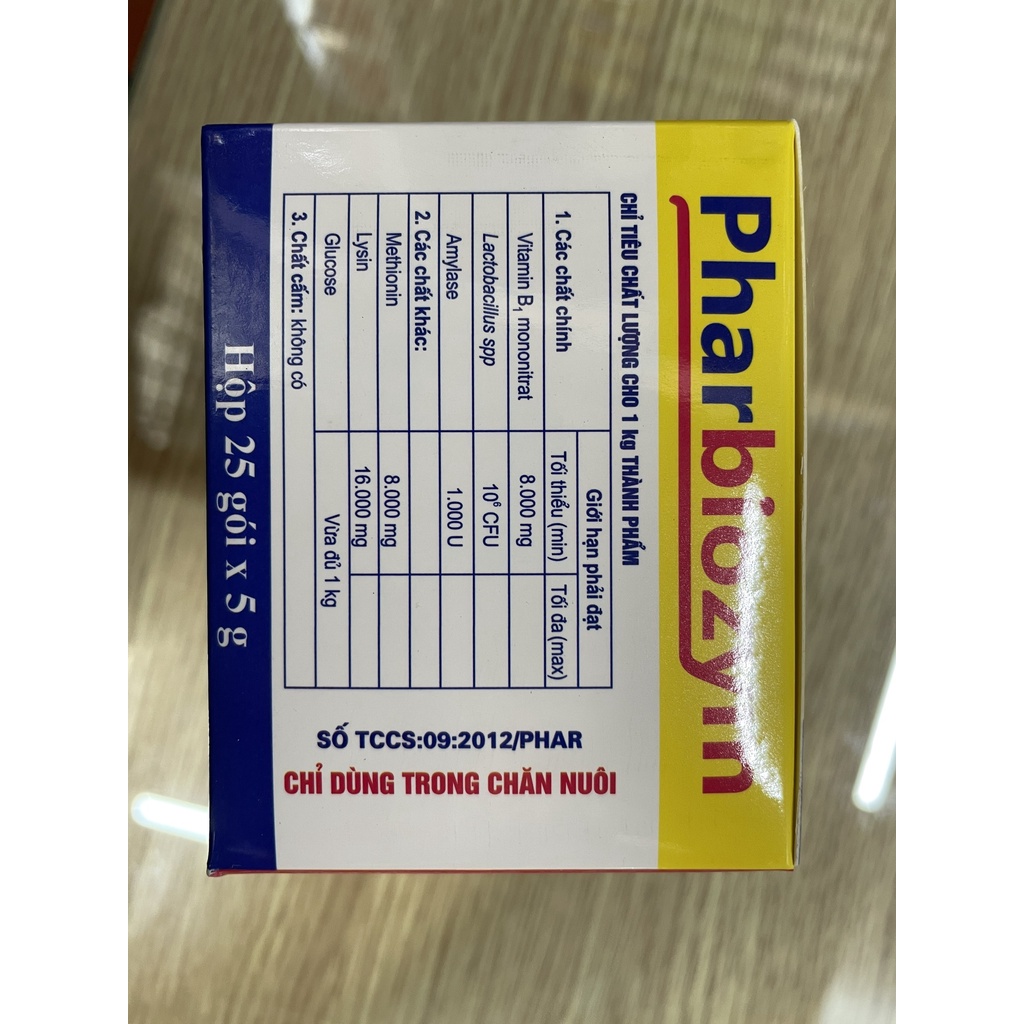 Pharbiozym
CHỈ TIÊU CHẤT LƯỢNG CHO 1 kg THÀNH PHẨM
1. Các chất chính
Giới hạn phải đạt
Tối thiểu (min) Tối đa (max)
Vitamin B₁ mononitrat 8.000 mg
Lactobacillus spp 10⁶ CFU
Amylase 1.000 U
2. Các chất khác:
Methionin 8.000 mg
Lysin 16.000 mg
Glucose Vừa đủ 1 kg
3. Chất cấm: không có
SỐ TCCS:09:2012/PHAR
CHỈ DÙNG TRONG CHĂN NUÔI
Hộp 25 gói x 5 g